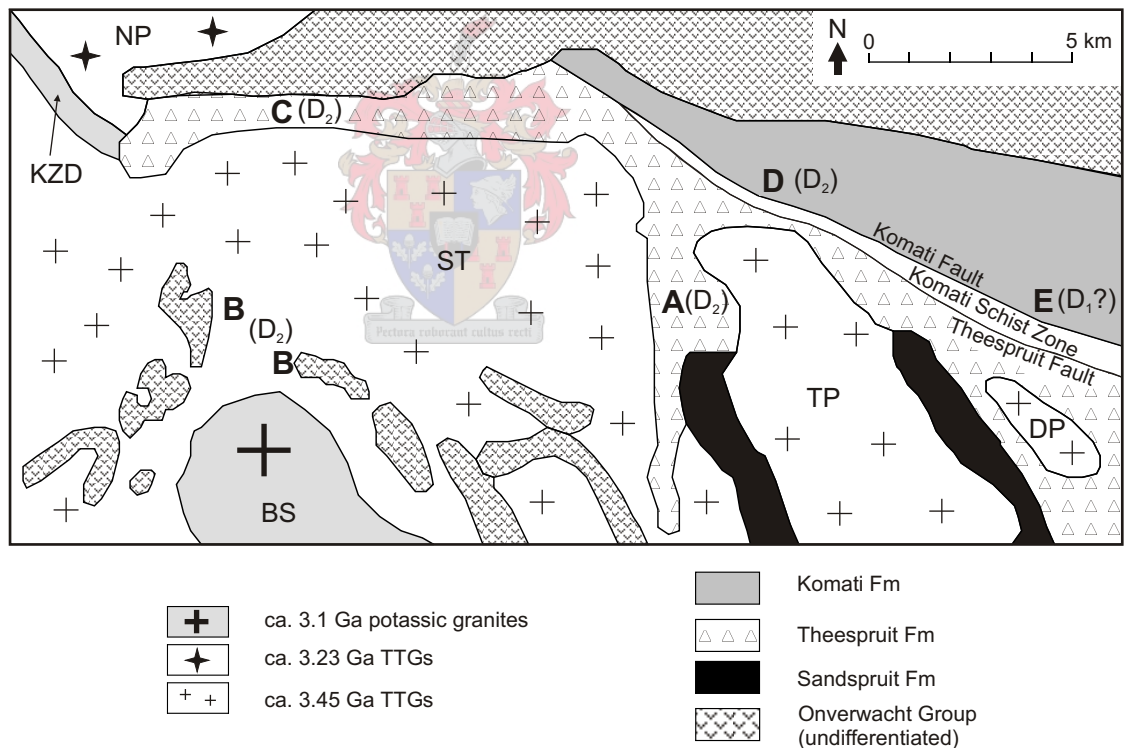 NP
N
0 5 km
C (D₂)
KZD
D (D₂)
ST
Komati Fault
Komati Schist Zone
Theespruit Fault
A (D₂)
E (D₁?)
B
(D₂)
B
Pectora roborant cultus recti
TP
DP
BS
ca. 3.1 Ga potassic granites
ca. 3.23 Ga TTGs
ca. 3.45 Ga TTGs
Komati Fm
Theespruit Fm
Sandspruit Fm
Onverwacht Group
(undifferentiated)